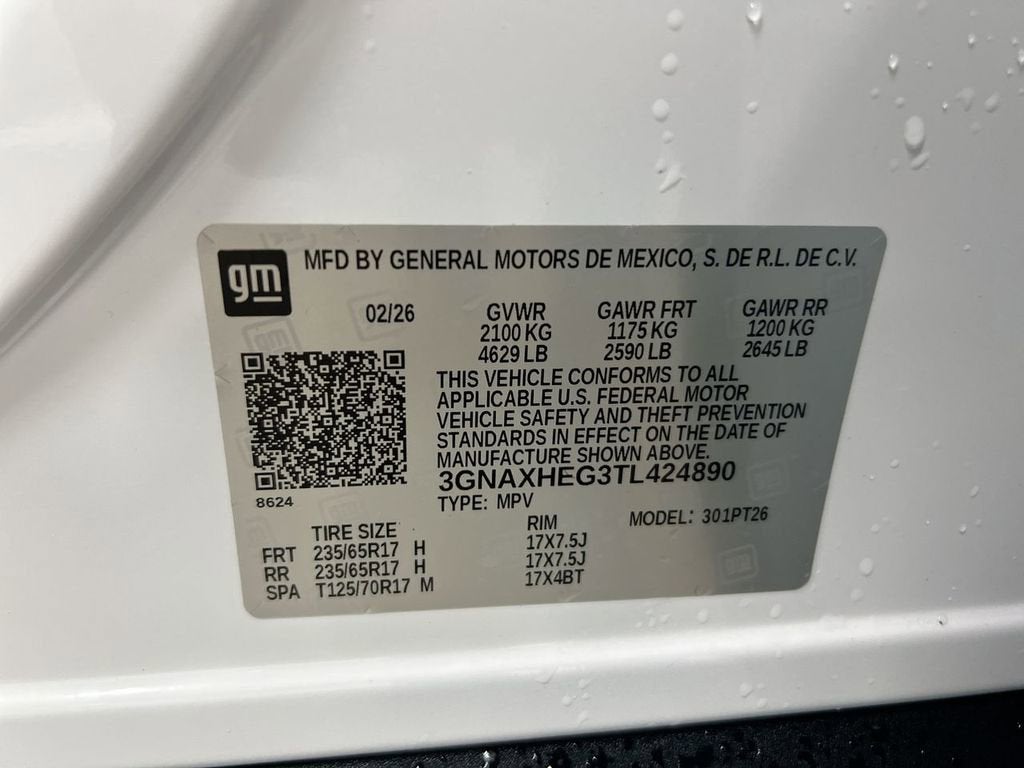 gm
MFD BY GENERAL MOTORS DE MEXICO, S. DE R.L. DE C.V.
02/26 GVWR GAWR FRT GAWR RR
2100 KG 1175 KG 1200 KG
4629 LB 2590 LB 2645 LB
THIS VEHICLE CONFORMS TO ALL
APPLICABLE U.S. FEDERAL MOTOR
VEHICLE SAFETY AND THEFT PREVENTION
STANDARDS IN EFFECT ON THE DATE OF
MANUFACTURE SHOWN ABOVE.
3GNAXHEG3TL424890
8624
TYPE: MPV
MODEL: 301PT26
TIRE SIZE RIM
FRT 235/65R17 H 17X7.5J
RR 235/65R17 H 17X7.5J
SPA T125/70R17 M 17X4BT